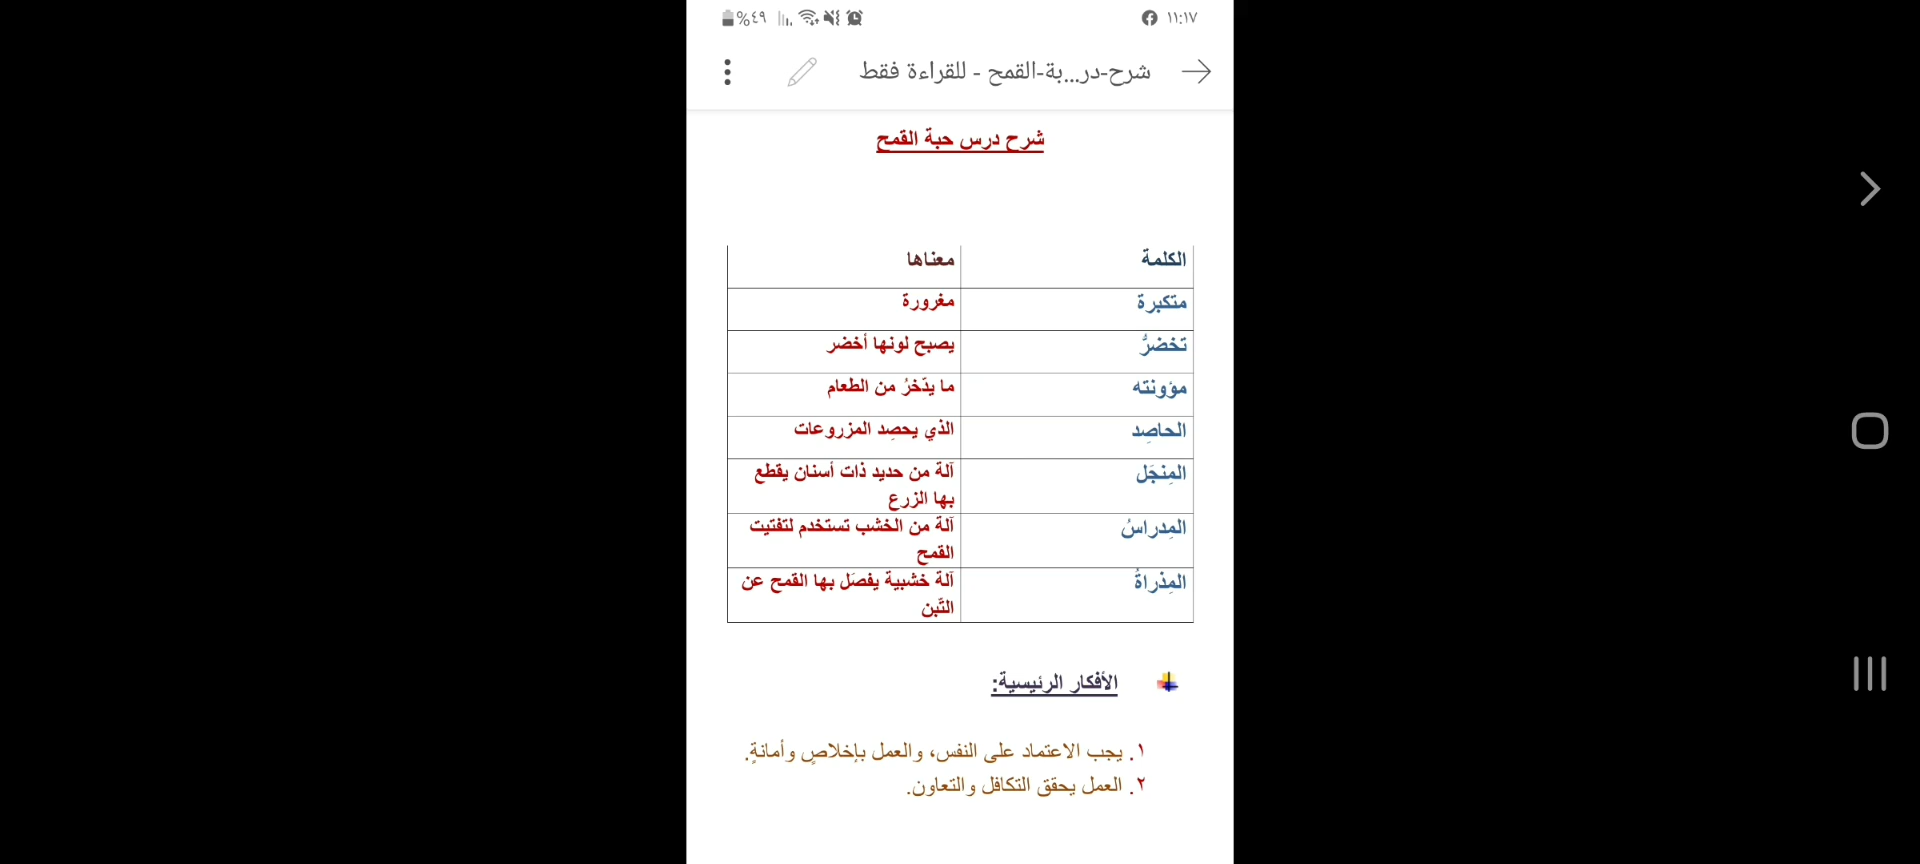 ١١:١٧ %٤٩
شرح-در...بة-القمح - للقراءة فقط
شرح درس حبة القمح
الكلمة معناها
متكبرة مغرورة
تخضرُّ يصبح لونها أخضر
مؤونته ما يدّخرُ من الطعام
الحاصِد الذي يحصِد المزروعات
المِنجَل آلة من حديد ذات أسنان يقطع
بها الزرع
المِدراسُ آلة من الخشب تستخدم لتفتيت
القمح
المِذراةُ آلة خشبية يفصَل بها القمح عن
التّبن
الأفكار الرئيسية:
١. يجب الاعتماد على النفس، والعمل بإخلاصٍ وأمانةٍ.
٢. العمل يحقق التكافل والتعاون.